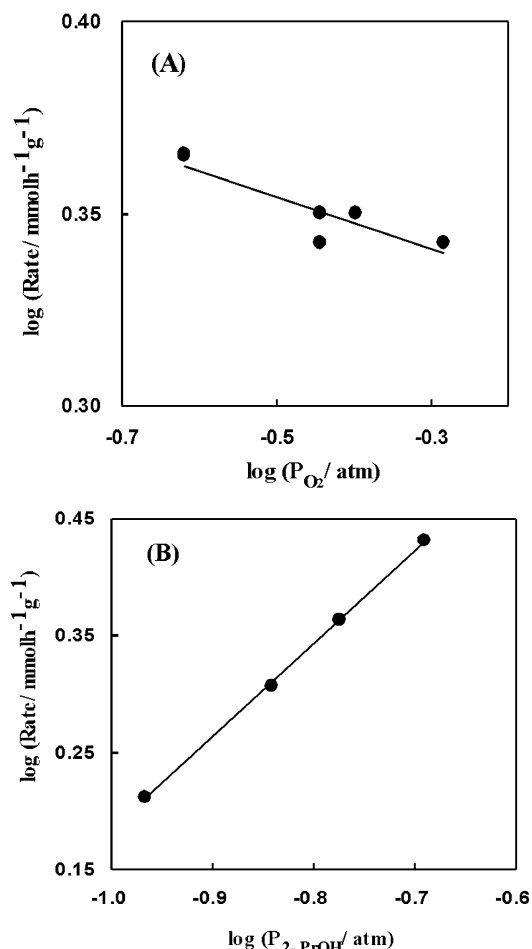 0.40
(A)
0.35
0.30
log (Rate/ mmolh-1g-1)
-0.7 -0.5 -0.3
log (PO2/ atm)
0.45
(B)
0.35
0.25
0.15
log (Rate/ mmolh-1g-1)
-1.0 -0.9 -0.8 -0.7 -0.6
log (P2- PrOH/ atm)